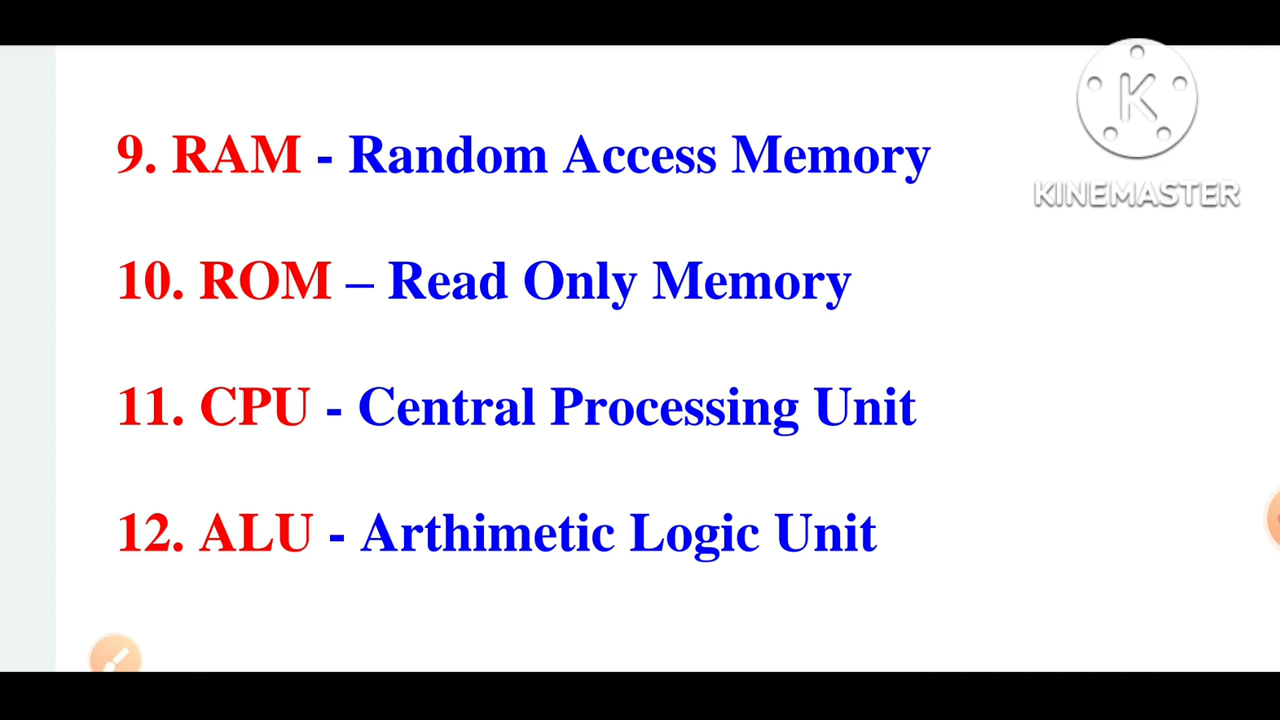 9. RAM - Random Access Memory
KINEMASTER
10. ROM – Read Only Memory
11. CPU - Central Processing Unit
12. ALU - Arthimetic Logic Unit